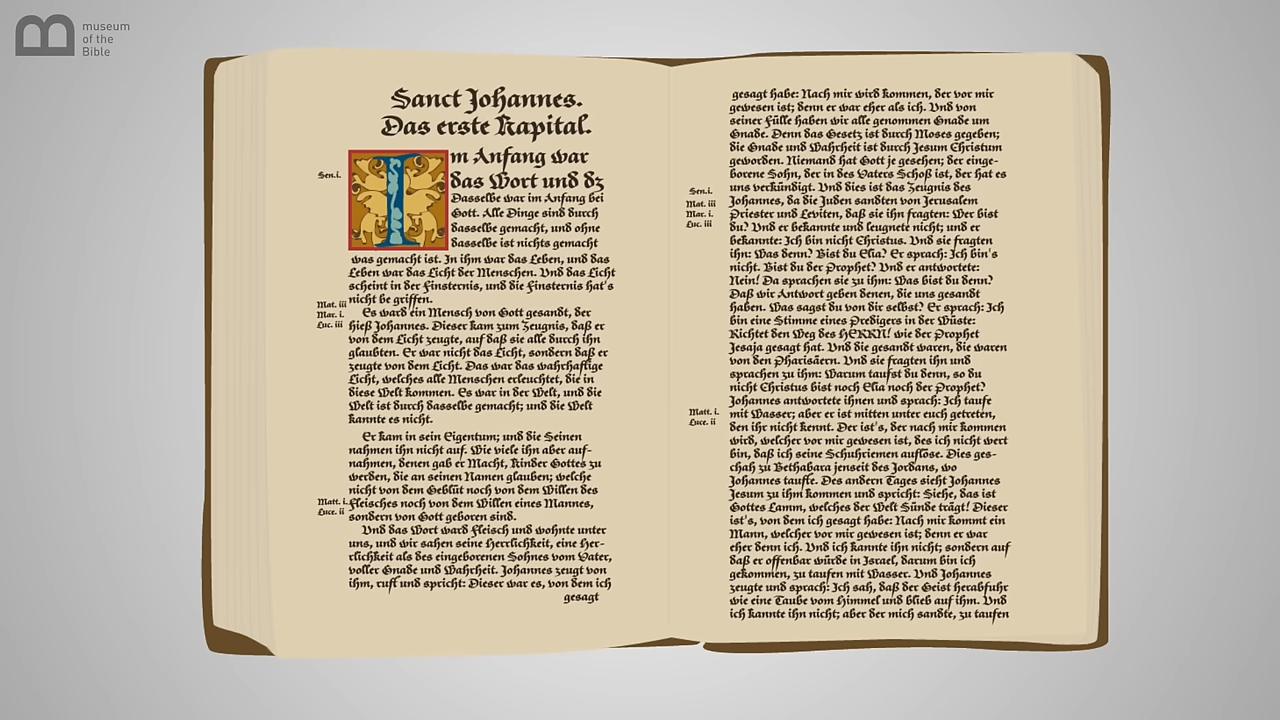 museum
of the
Bible
Sanct Johannes.
Das erste Kapital.
Im Anfang war
das Wort und dz
Dasselbe war im Anfang bei
Gott. Alle Dinge sind durch
dasselbe gemacht, und ohne
dasselbe ist nichts gemacht
was gemacht ist. In ihm war das Leben, und das
Leben war das Licht der Menschen. Und das Licht
scheint in der Finsternis, und die Finsternis hat's
nicht be griffen.
Es ward ein Mensch von Gott gesandt, der
hieß Johannes. Dieser kam zum Zeugnis, daß er
von dem Licht zeugte, auf daß sie alle durch ihn
glaubten. Er war nicht das Licht, sondern daß er
zeugte von dem Licht. Das war das wahrhaftige
Licht, welches alle Menschen erleuchtet, die in
diese Welt kommen. Es war in der Welt, und die
Welt ist durch dasselbe gemacht; und die Welt
kannte es nicht.
Er kam in sein Eigentum; und die Seinen
nahmen ihn nicht auf. Wie viele ihn aber auf-
nahmen, denen gab er Macht, Kinder Gottes zu
werden, die an seinen Namen glauben; welche
nicht von dem Geblüt noch von dem Willen des
Fleisches noch von dem Willen eines Mannes,
sondern von Gott geboren sind.
Und das Wort ward Fleisch und wohnte unter
uns, und wir sahen seine Herrlichkeit, eine Her-
rlichkeit als des eingeborenen Sohnes vom Vater,
voller Gnade und Wahrheit. Johannes zeugt von
ihm, ruft und spricht: Dieser war es, von dem ich
gesagt
Gen.i.
Mat. iii
Mar. i.
Luc. iii
Matt. i.
Luce. ii
gesagt habe: Nach mir wird kommen, der vor mir
gewesen ist; denn er war eher als ich. Und von
seiner Fülle haben wir alle genommen Gnade um
Gnade. Denn das Gesetz ist durch Moses gegeben;
die Gnade und Wahrheit ist durch Jesum Christum
geworden. Niemand hat Gott je gesehen; der einge-
borene Sohn, der in des Vaters Schoß ist, der hat es
uns verkündigt. Und dies ist das Zeugnis des
Johannes, da die Juden sandten von Jerusalem
Priester und Leviten, daß sie ihn fragten: Wer bist
du? Und er bekannte und leugnete nicht; und er
bekannte: Ich bin nicht Christus. Und sie fragten
ihn: Was denn? Bist du Elia? Er sprach: Ich bin's
nicht. Bist du der Prophet? Und er antwortete:
Nein! Da sprachen sie zu ihm: Was bist du denn?
Daß wir Antwort geben denen, die uns gesandt
haben. Was sagst du von dir selbst? Er sprach: Ich
bin eine Stimme eines Predigers in der Wüste:
Richtet den Weg des HERRN! wie der Prophet
Jesaja gesagt hat. Und die gesandt waren, die waren
von den Pharisäern. Und sie fragten ihn und
sprachen zu ihm: Warum taufst du denn, so du
nicht Christus bist noch Elia noch der Prophet?
Johannes antwortete ihnen und sprach: Ich taufe
mit Wasser; aber er ist mitten unter euch getreten,
den ihr nicht kennt. Der ist's, der nach mir kommen
wird, welcher vor mir gewesen ist, des ich nicht wert
bin, daß ich seine Schuhriemen auflöse. Dies ges-
chah zu Bethabara jenseit des Jordans, wo
Johannes taufte. Des andern Tages sieht Johannes
Jesum zu ihm kommen und spricht: Siehe, das ist
Gottes Lamm, welches der Welt Sünde trägt! Dieser
ist's, von dem ich gesagt habe: Nach mir kommt ein
Mann, welcher vor mir gewesen ist; denn er war
eher denn ich. Und ich kannte ihn nicht; sondern auf
daß er offenbar würde in Israel, darum bin ich
gekommen, zu taufen mit Wasser. Und Johannes
zeugte und sprach: Ich sah, daß der Geist herabfuhr
wie eine Taube vom Himmel und blieb auf ihm. Und
ich kannte ihn nicht; aber der mich sandte, zu taufen
Gen.i.
Mat. iii
Mar. i.
Luc. iii
Matt. i.
Luce. ii